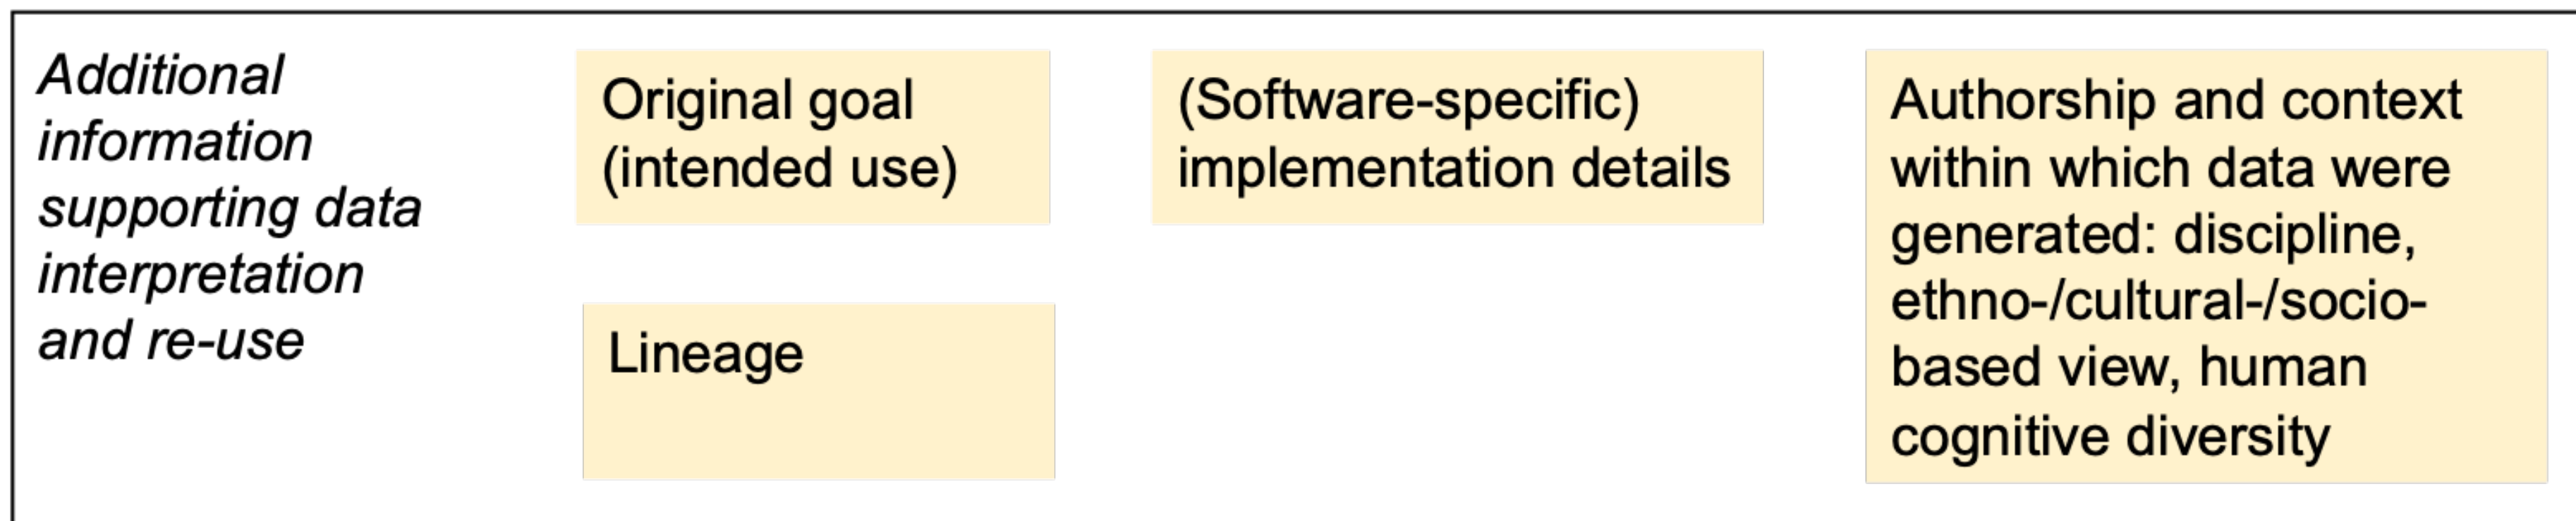 Additional
information
supporting data
interpretation
and re-use
Original goal
(intended use)
Lineage
(Software-specific)
implementation details
Authorship and context
within which data were
generated: discipline,
ethno-/cultural-/socio-
based view, human
cognitive diversity